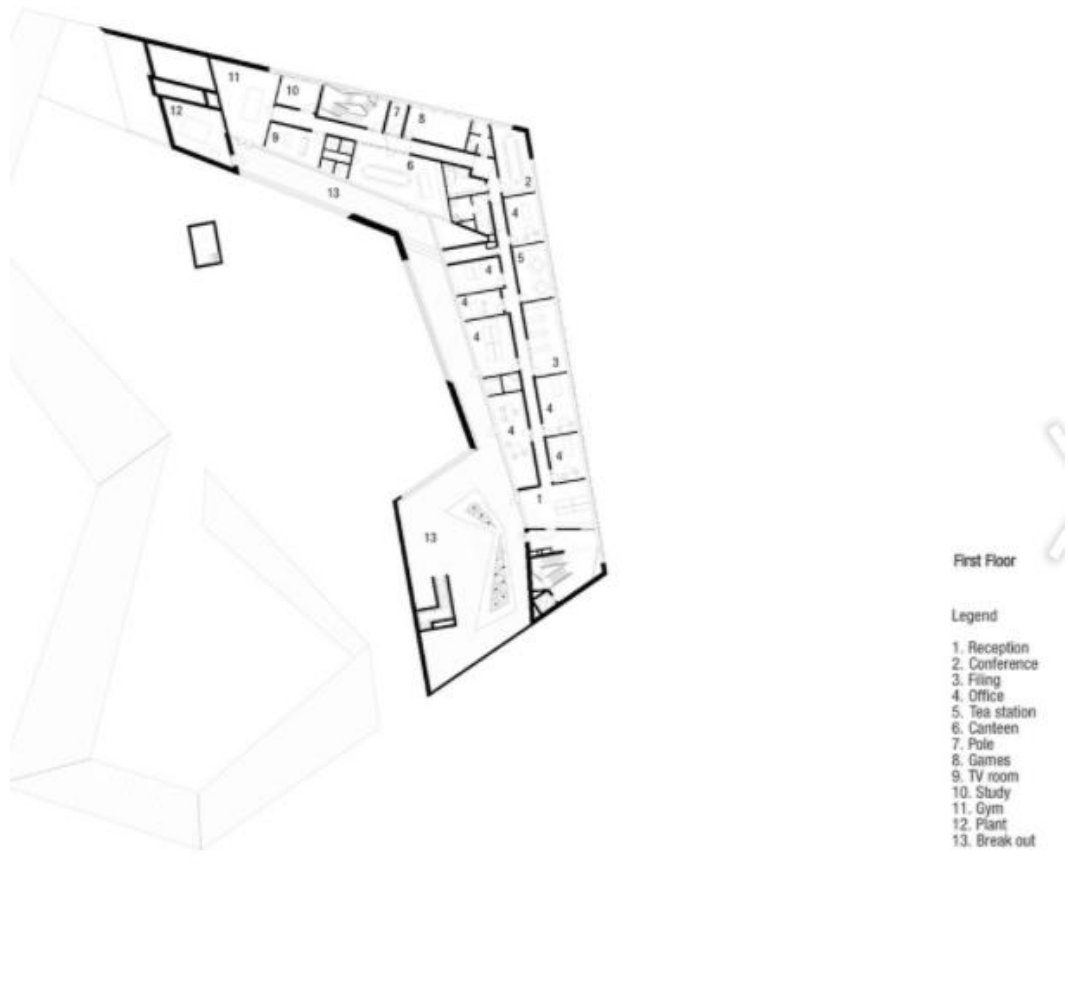 11
10
7
8
12
9
6
2
13
4
5
4
4
4
3
4
4
4
1
13
First Floor
Legend
1. Reception
2. Conference
3. Filing
4. Office
5. Tea station
6. Canteen
7. Pole
8. Games
9. TV room
10. Study
11. Gym
12. Plant
13. Break out